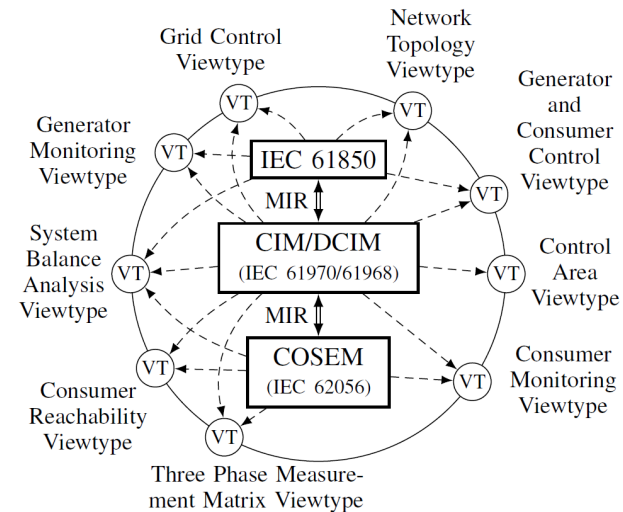 Grid Control
Viewtype
Network
Topology
Viewtype
Generator
and
Consumer
Control
Viewtype
Generator
Monitoring
Viewtype
VT
VT
VT
VT
IEC 61850
MIR
System
Balance
Analysis
Viewtype
VT
CIM/DCIM
(IEC 61970/61968)
VT
Control
Area
Viewtype
MIR
COSEM
(IEC 62056)
VT
VT
Consumer
Monitoring
Viewtype
Consumer
Reachability
Viewtype
VT
Three Phase Measure-
ment Matrix Viewtype